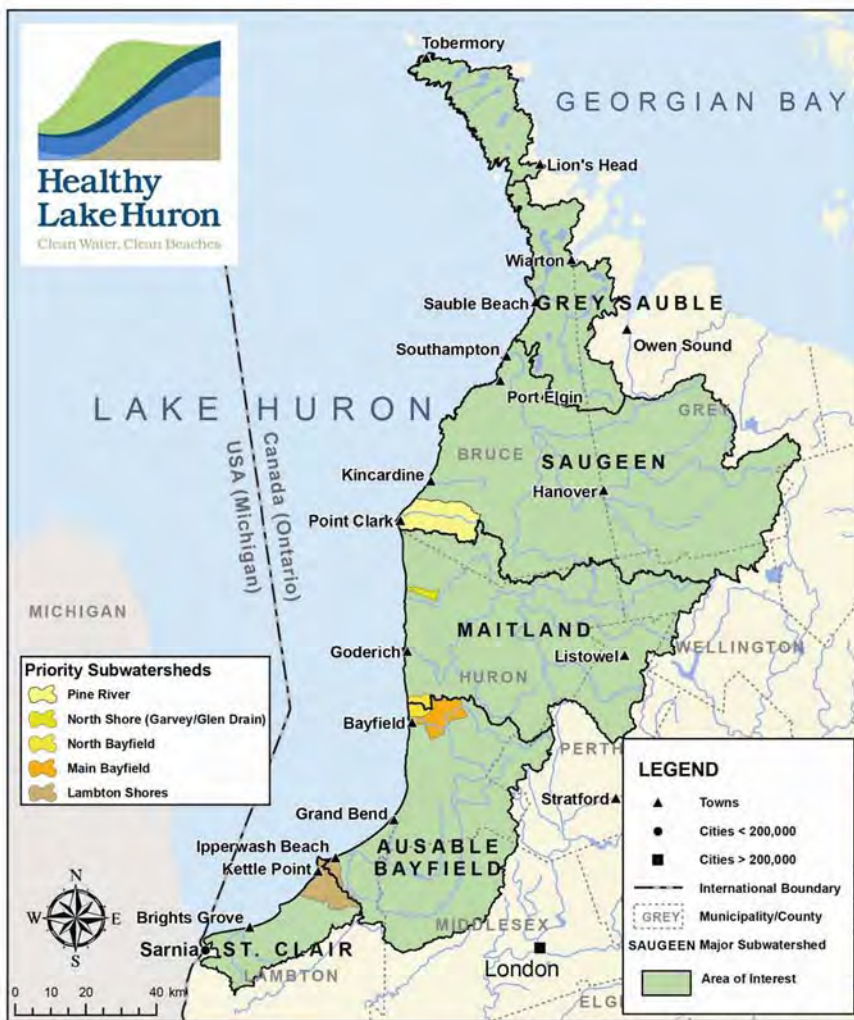 Healthy
Lake Huron
Clean Water, Clean Beaches
Tobermory
GEORGIAN BAY
Lion's Head
Wiarton
Sauble Beach
GREY SAUBLE
Southampton
Owen Sound
Port Elgin
LAKE HURON
GREY
BRUCE
SAUGEEN
Kincardine
Hanover
Point Clark
USA (Michigan)
Canada (Ontario)
MICHIGAN
MAITLAND
Goderich
Listowel
WELLINGTON
HURON
Bayfield
PERTH
Stratford
Grand Bend
AUSABLE
BAYFIELD
Ipperwash Beach
Kettle Point
Brights Grove
MIDDLESEX
Sarnia
ST. CLAIR
LAMBTON
London
ELG
Priority Subwatersheds
Pine River
North Shore (Garvey/Glen Drain)
North Bayfield
Main Bayfield
Lambton Shores
N
W E
S
0 10 20 40 km
LEGEND
Towns
Cities < 200,000
Cities > 200,000
International Boundary
GREY Municipality/County
SAUGEEN Major Subwatershed
Area of Interest